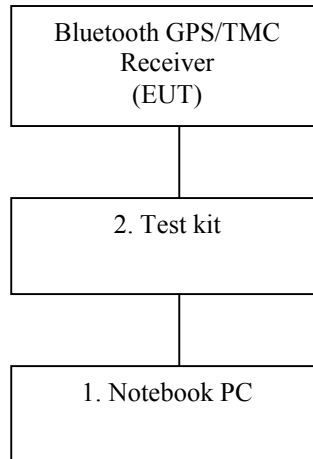 Bluetooth GPS/TMC
Receiver
(EUT)
2. Test kit
1. Notebook PC